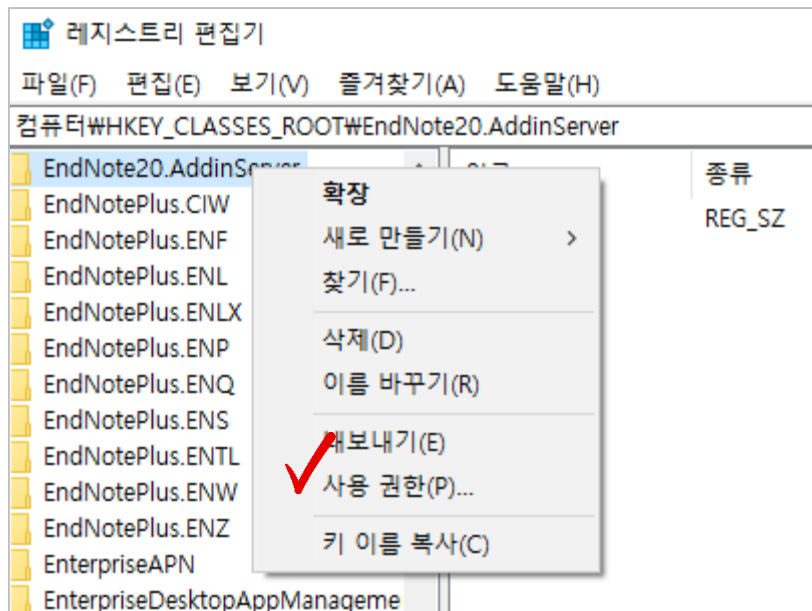 레지스트리 편집기
파일(F) 편집(E) 보기(V) 즐겨찾기(A) 도움말(H)
컴퓨터₩HKEY_CLASSES_ROOT₩EndNote20.AddinServer
EndNote20.AddinServer
EndNotePlus.CIW
EndNotePlus.ENF
EndNotePlus.ENL
EndNotePlus.ENLX
EndNotePlus.ENP
EndNotePlus.ENQ
EndNotePlus.ENS
EndNotePlus.ENTL
EndNotePlus.ENW
EndNotePlus.ENZ
EnterpriseAPN
EnterpriseDesktopAppManageme
확장
새로 만들기(N)
찾기(F)...
삭제(D)
이름 바꾸기(R)
내보내기(E)
사용 권한(P)...
키 이름 복사(C)
종류
REG_SZ